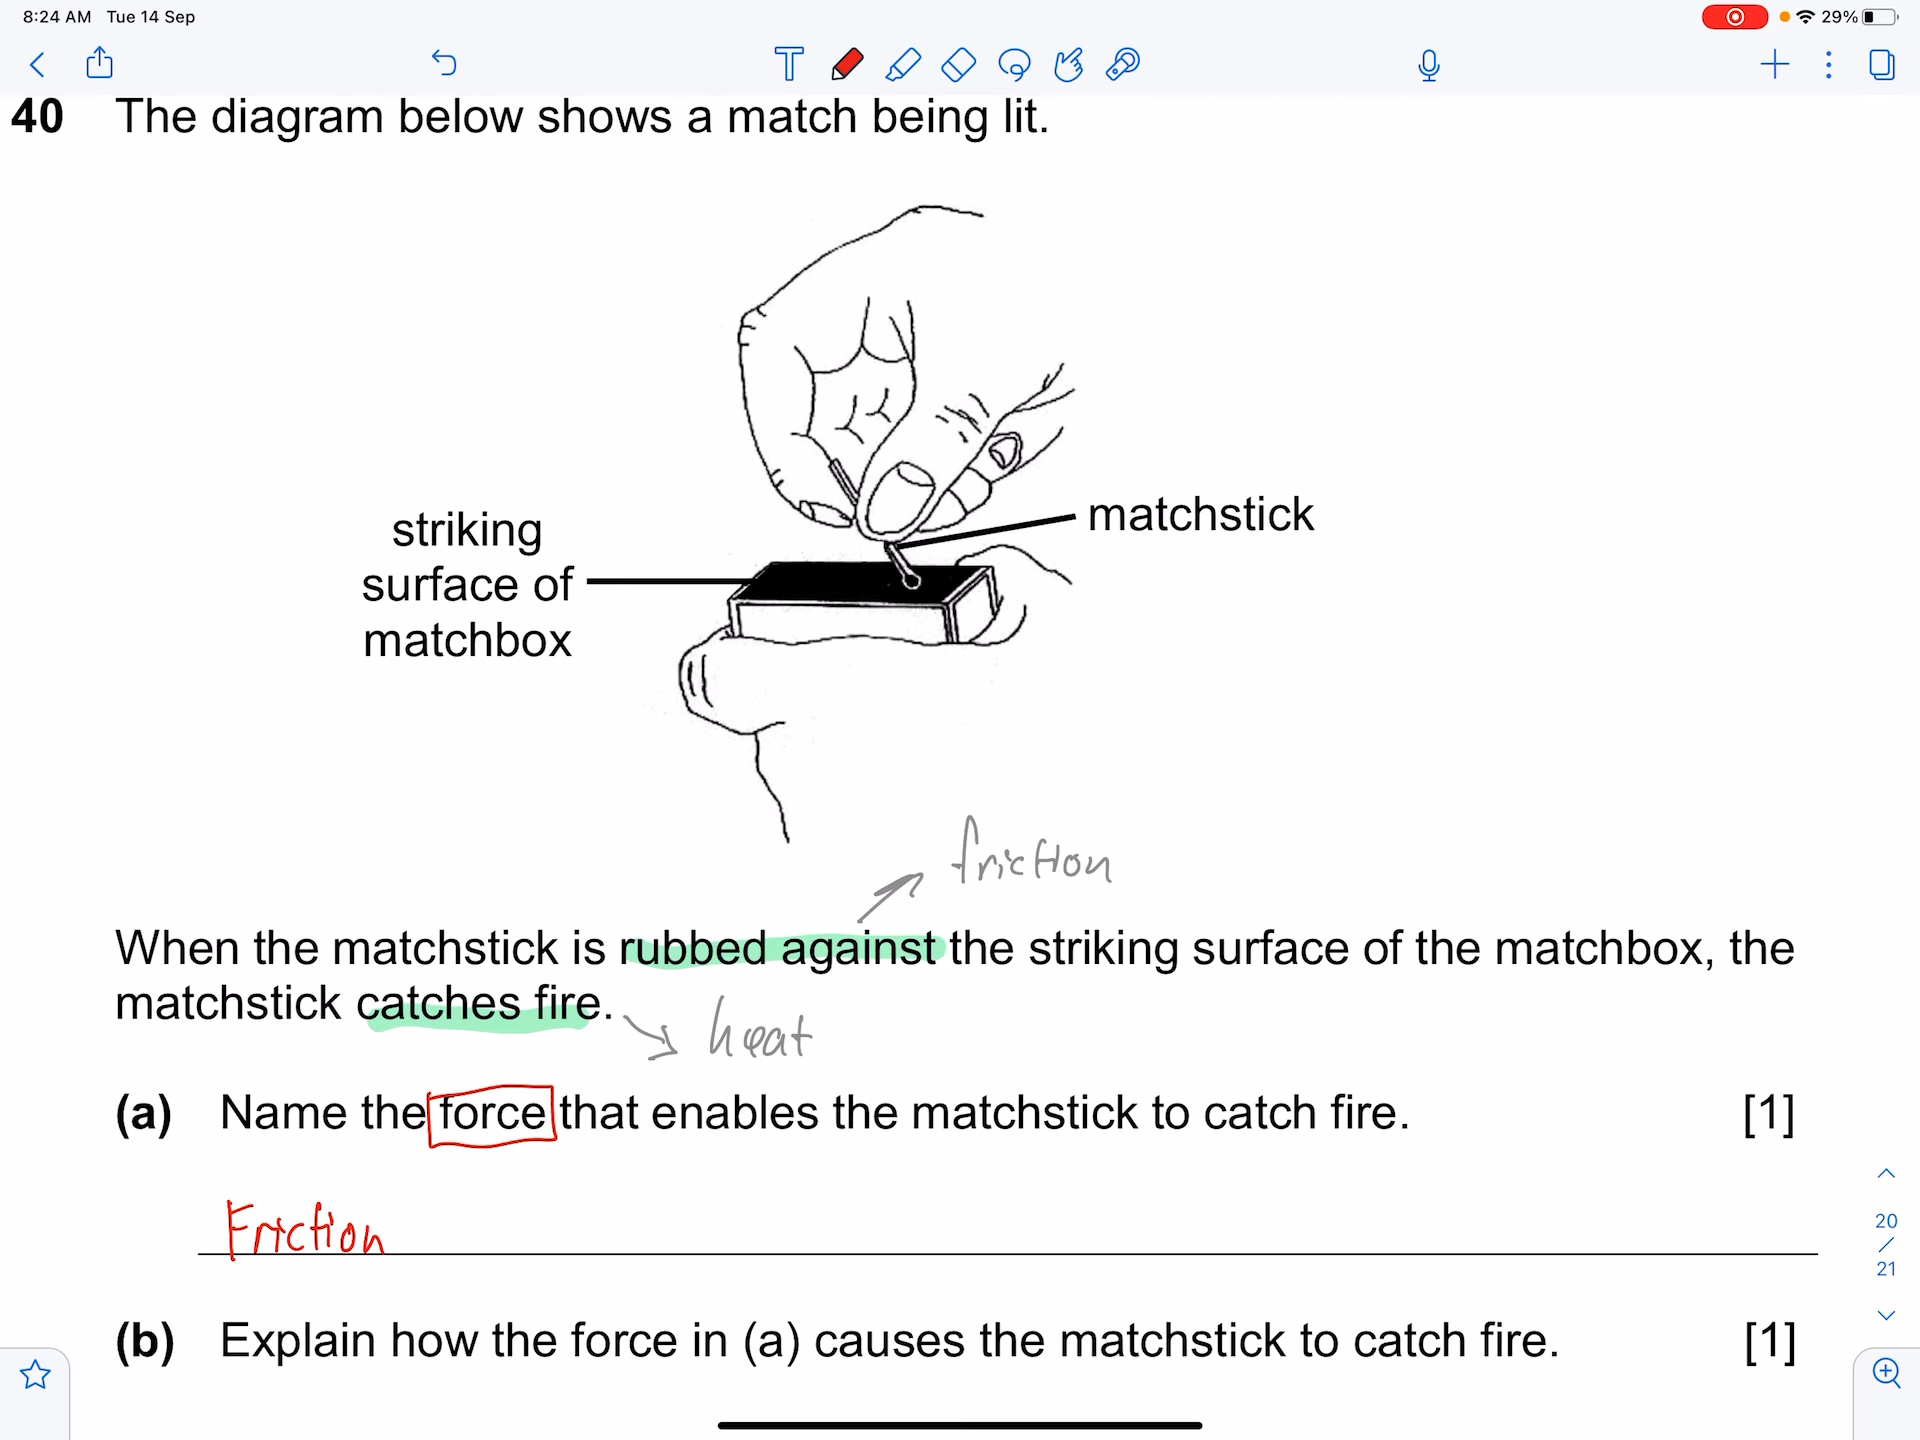 8:24 AM Tue 14 Sep
29%
T
40 The diagram below shows a match being lit.
striking
surface of
matchbox
matchstick
friction
When the matchstick is rubbed against the striking surface of the matchbox, the
matchstick catches fire.
heat
(a) Name the force that enables the matchstick to catch fire. [1]
Friction
20
/
21
(b) Explain how the force in (a) causes the matchstick to catch fire. [1]